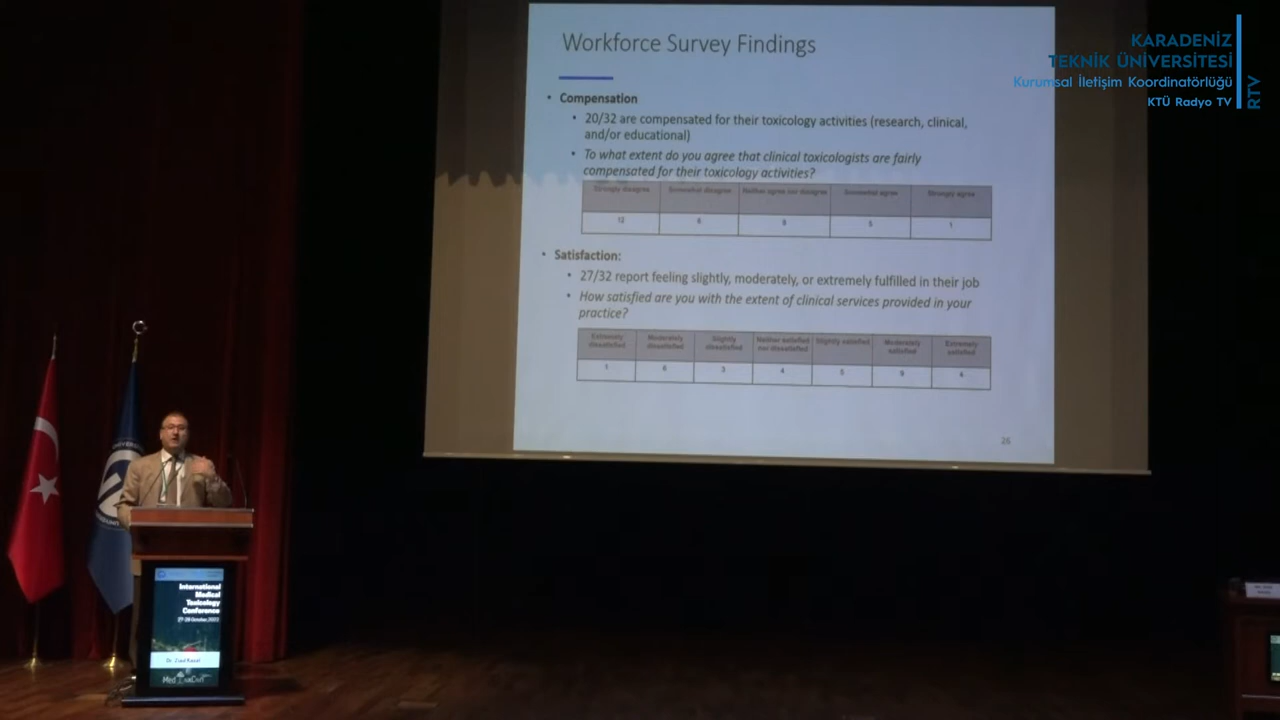 Workforce Survey Findings
KARADENİZ
TEKNİK ÜNİVERSİTESİ
Kurumsal İletişim Koordinatörlüğü
KTÜ Radyo TV
RTV
• Compensation
• 20/32 are compensated for their toxicology activities (research, clinical,
and/or educational)
• To what extent do you agree that clinical toxicologists are fairly
compensated for their toxicology activities?
Strongly disagree Somewhat disagree Neither agree nor disagree Somewhat agree Strongly agree
12 6 8 5 1
• Satisfaction:
• 27/32 report feeling slightly, moderately, or extremely fulfilled in their job
• How satisfied are you with the extent of clinical services provided in your
practice?
Extremely dissatisfied Moderately dissatisfied Slightly dissatisfied Neither satisfied nor dissatisfied Slightly satisfied Moderately satisfied Extremely satisfied
1 6 3 4 5 9 4
26
International
Medical
Toxicology
Conference
Dr. Ziad Kazzi